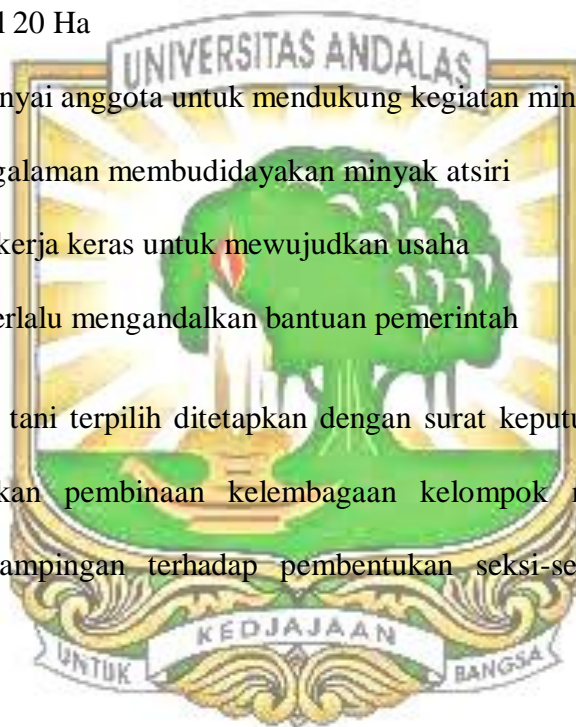 l 20 Ha
UNIVERSITAS ANDALAS
nyai anggota untuk mendukung kegiatan min
galaman membudidayakan minyak atsiri
kerja keras untuk mewujudkan usaha
erlalu mengandalkan bantuan pemerintah
tani terpilih ditetapkan dengan surat keputu
kan pembinaan kelembagaan kelompok
ampingan terhadap pembentukan seksi-se
KEDJAJAAN
UNTUK BANGSA